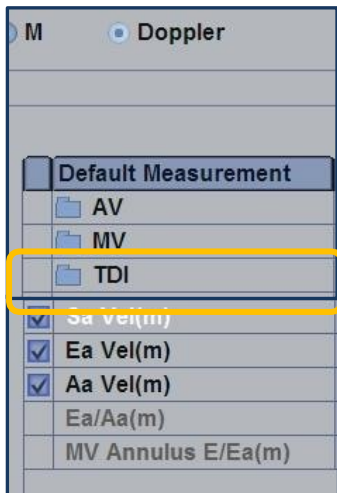 M Doppler
Default Measurement
AV
MV
TDI
Sa Vel(m)
Ea Vel(m)
Aa Vel(m)
Ea/Aa(m)
MV Annulus E/Ea(m)